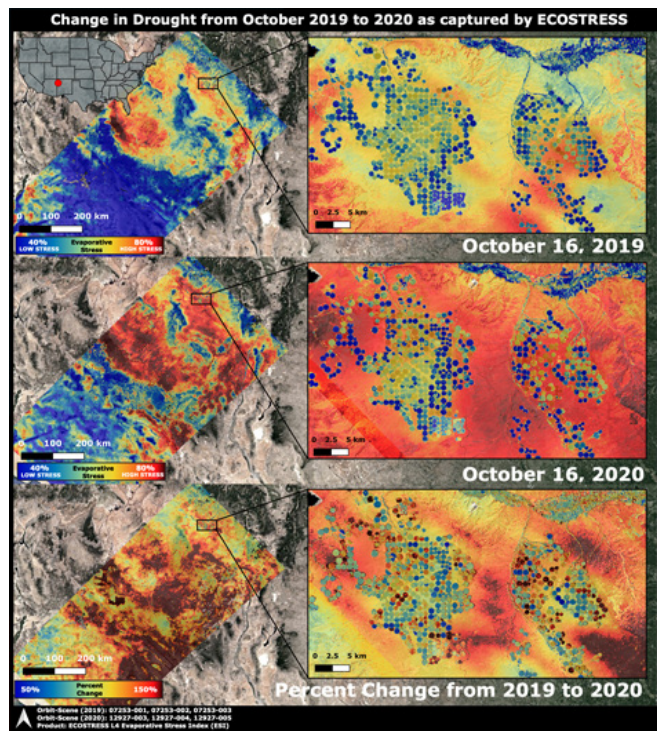 Change in Drought from October 2019 to 2020 as captured by ECOSTRESS
0 100 200 km
40% Evaporative Stress 80%
LOW STRESS HIGH STRESS
0 2.5 5 km
October 16, 2019
0 100 200 km
40% Evaporative Stress 80%
LOW STRESS HIGH STRESS
0 2.5 5 km
October 16, 2020
0 100 200 km
50% Percent Change 150%
0 2.5 5 km
Percent Change from 2019 to 2020
Orbit-Scene (2019): 07253-001, 07253-002, 07253-003
Orbit-Scene (2020): 12927-003, 12927-004, 12927-005
Product: ECOSTRESS L4 Evaporative Stress Index (ESI)